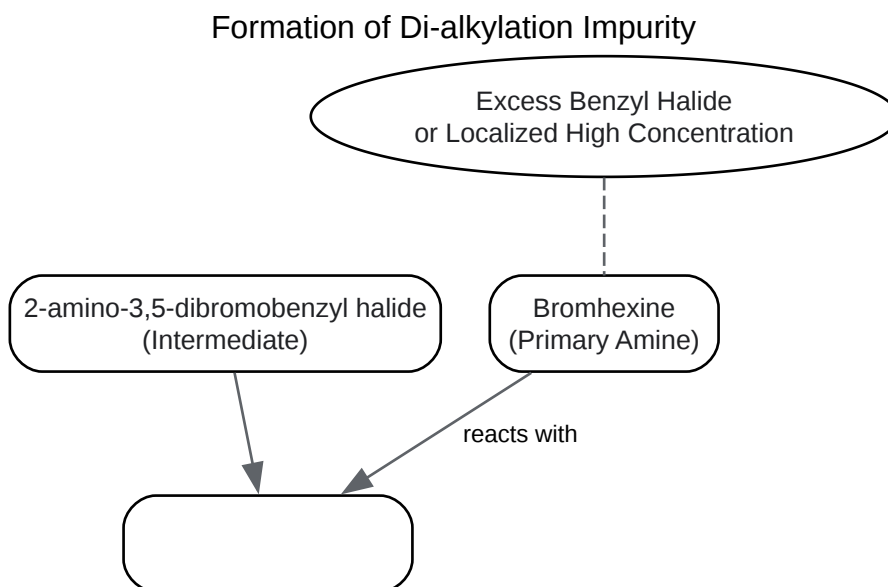 Formation of Di-alkylation Impurity
Excess Benzyl Halide
or Localized High Concentration
2-amino-3,5-dibromobenzyl halide
(Intermediate)
Bromhexine
(Primary Amine)
reacts with